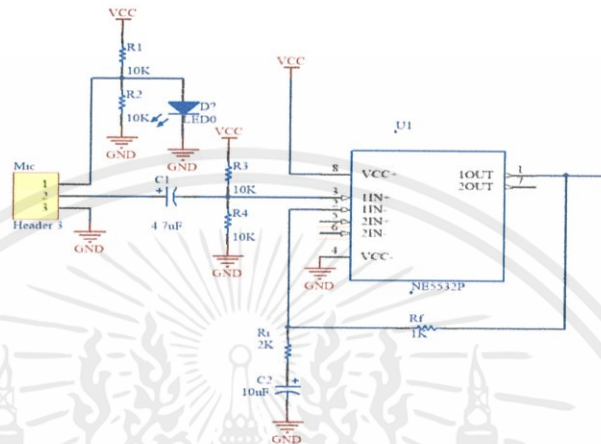 VCC
R1
10K
R2
10K
D?
LED0
GND
GND
VCC
VCC
U1
Mic
1
2
3
Header 3
GND
C1
+
4.7uF
R3
10K
R4
10K
GND
8
VCC+
3
1IN+
2
1IN-
5
2IN+
6
2IN-
4
VCC-
GND
1OUT
1
2OUT
7
NE5532P
Rf
1K
Ri
2K
C2
+
10uF
GND